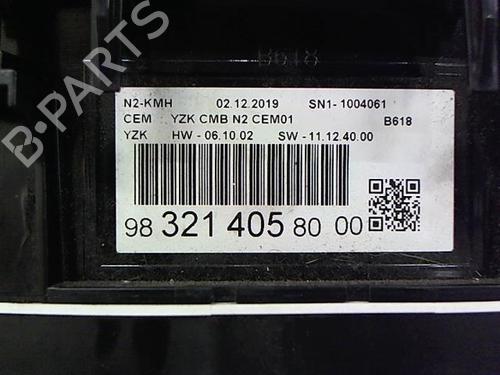 B-PARTS
B618
N2-KMH 02.12.2019 SN1- 1004061
CEM YZK CMB N2 CEM01 B618
YZK HW - 06.10.02 SW - 11.12.40.00
98 321 405 80 00